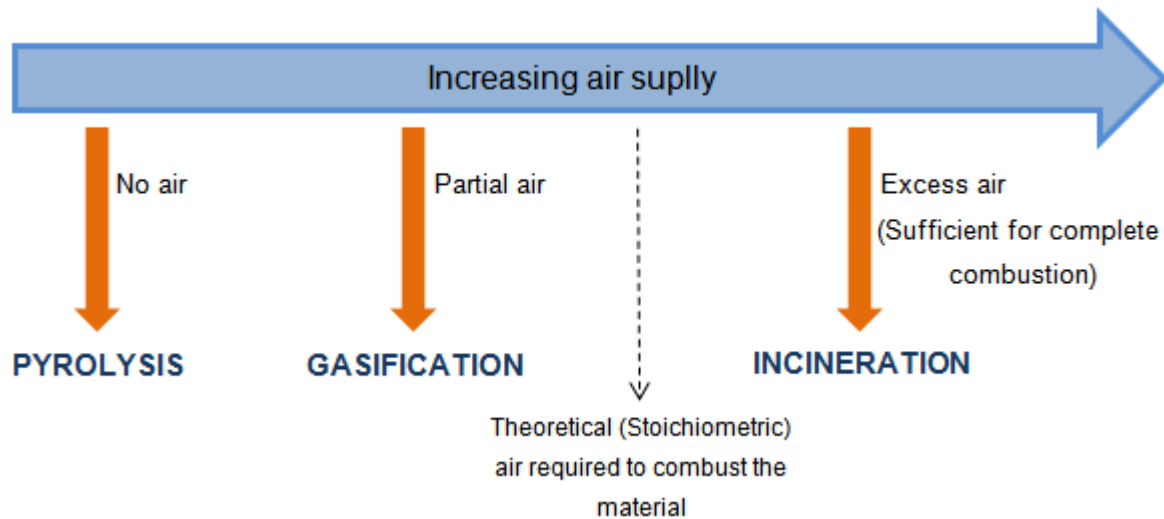 Increasing air suplly
No air
Partial air
Excess air
(Sufficient for complete
combustion)
PYROLYSIS
GASIFICATION
INCINERATION
Theoretical (Stoichiometric)
air required to combust the
material